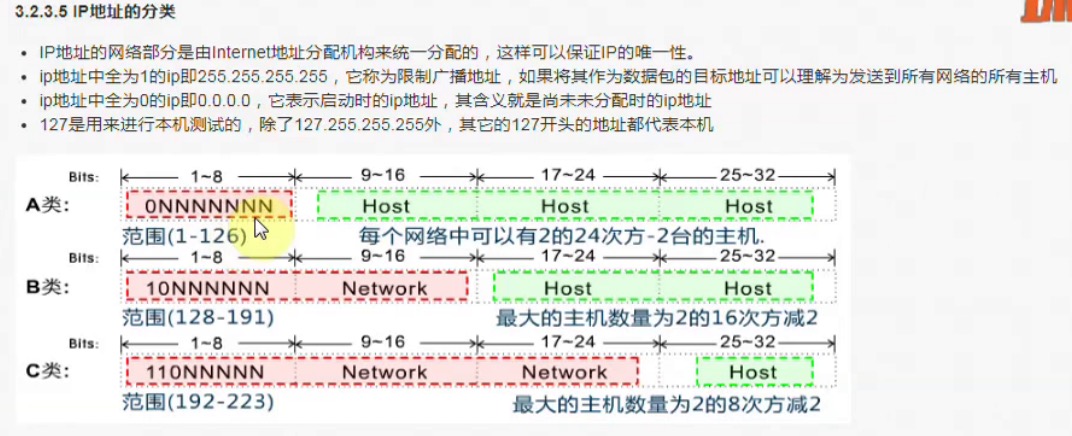 3.2.3.5 IP地址的分类
IP地址的网络部分是由Internet地址分配机构来统一分配的，这样可以保证IP的唯一性。
ip地址中全为1的ip即255.255.255.255，它称为限制广播地址，如果将其作为数据包的目标地址可以理解为发送到所有网络的所有主机
ip地址中全为0的ip即0.0.0.0，它表示启动时的ip地址，其含义就是尚未未分配时的ip地址
127是用来进行本机测试的，除了127.255.255.255外，其它的127开头的地址都代表本机
Bits: 1~8 9~16 17~24 25~32
A类: 0NNNNNNN Host Host Host
范围(1-126) 每个网络中可以有2的24次方-2台的主机.
Bits: 1~8 9~16 17~24 25~32
B类: 10NNNNNN Network Host Host
范围(128-191) 最大的主机数量为2的16次方减2
Bits: 1~8 9~16 17~24 25~32
C类: 110NNNNN Network Network Host
范围(192-223) 最大的主机数量为2的8次方减2